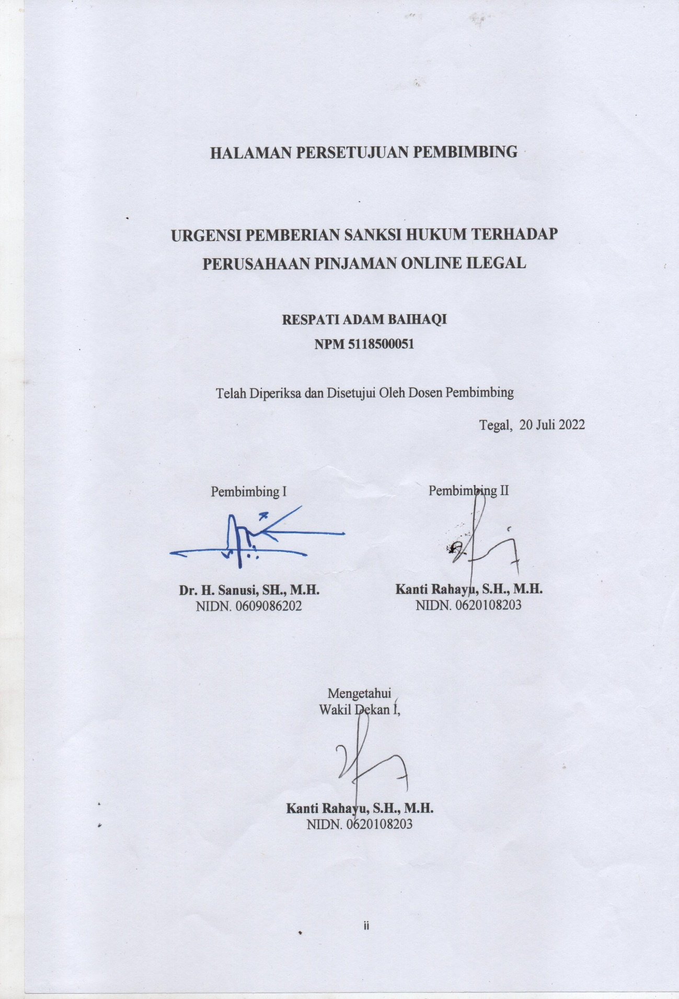 HALAMAN PERSETUJUAN PEMBIMBING
URGENSI PEMBERIAN SANKSI HUKUM TERHADAP
PERUSAHAAN PINJAMAN ONLINE ILEGAL
RESPATI ADAM BAIHAQI
NPM 5118500051
Telah Diperiksa dan Disetujui Oleh Dosen Pembimbing
Tegal, 20 Juli 2022
Pembimbing I
Pembimbing II
Dr. H. Sanusi, SH., M.H.
NIDN. 0609086202
Kanti Rahayu, S.H., M.H.
NIDN. 0620108203
Mengetahui
Wakil Dekan I,
Kanti Rahayu, S.H., M.H.
NIDN. 0620108203
ii